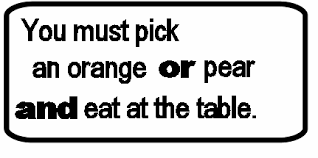 You must pick
an orange or pear
and eat at the table.